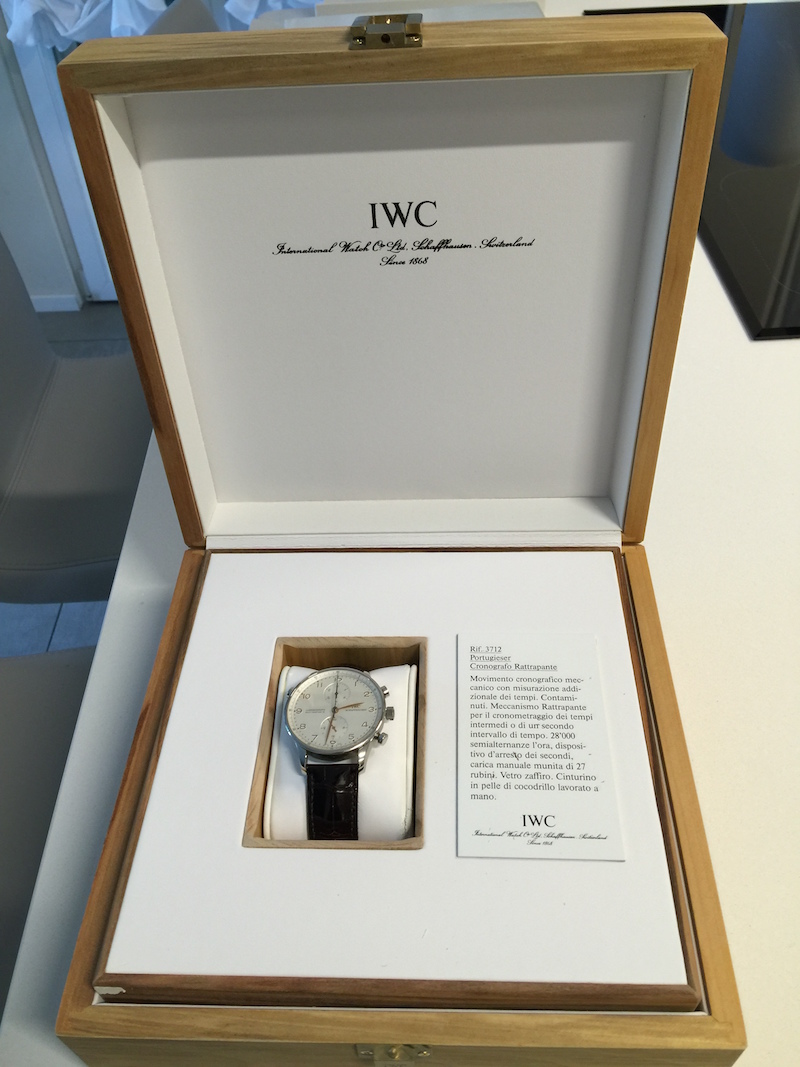 IWC
International Watch Co Ltd. Schaffhausen. Switzerland
Since 1868
Rif. 3712
Portugieser
Cronografo Rattrapante
Movimento cronografico mec-
canico con misurazione addi-
zionale dei tempi. Contami-
nuti. Meccanismo Rattrapante
per il cronometraggio dei tempi
intermedi o di un secondo
intervallo di tempo. 28'000
semialternanze l'ora, disposi-
tivo d'arresto dei secondi,
carica manuale munita di 27
rubini. Vetro zaffiro. Cinturino
in pelle di cocodrillo lavorato a
mano.
IWC
International Watch Co Ltd. Schaffhausen. Switzerland
Since 1868